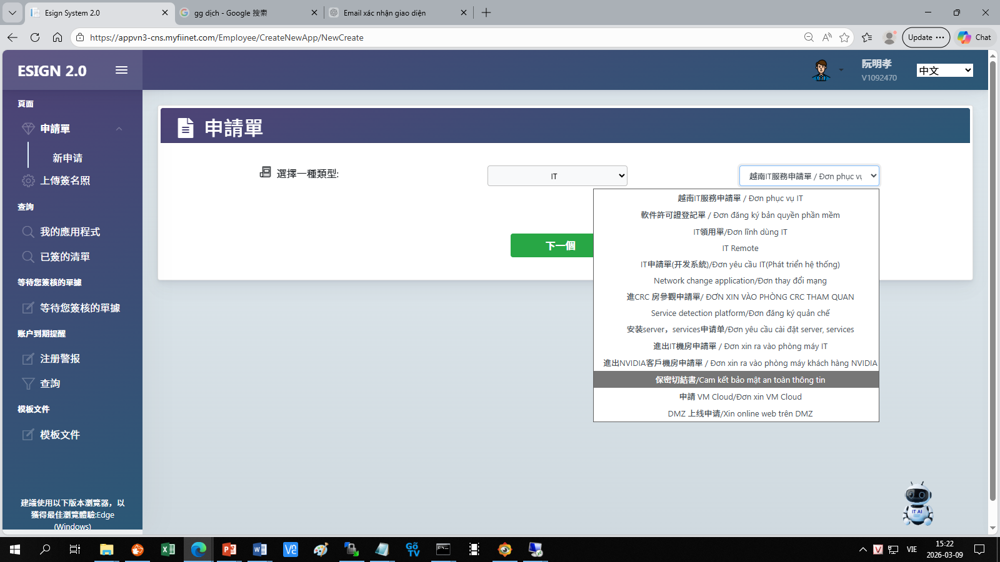 Esign System 2.0
gg dịch - Google 搜索
Email xác nhận giao diện
https://appvn3-cns.myfiinet.com/Employee/CreateNewApp/NewCreate
Update
Chat
ESIGN 2.0
阮明孝
V1092470
中文
頁面
申請單
新申请
上傳簽名照
查詢
我的應用程式
已簽的清單
等待您簽核的單據
等待您簽核的單據
账户到期提醒
注册警报
查詢
模板文件
模板文件
建議使用以下版本瀏覽器，以
獲得最佳瀏覽體驗:Edge
(Windows)
申請單
選擇一種類型:
IT
越南IT服務申請單 / Đơn phục vụ
下一個
越南IT服務申請單 / Đơn phục vụ IT
軟件許可證登記單 / Đơn đăng ký bản quyền phần mềm
IT領用單/Đơn lĩnh dùng IT
IT Remote
IT申請單(开发系統)/Đơn yêu cầu IT(Phát triển hệ thống)
Network change application/Đơn thay đổi mạng
進CRC 房參觀申請單/ ĐƠN XIN VÀO PHÒNG CRC THAM QUAN
Service detection platform/Đơn đăng ký quản chế
安装server，services申请单/Đơn yêu cầu cài đặt server, services
進出IT機房申請單 / Đơn xin ra vào phòng máy IT
進出NVIDIA客戶機房申請單 / Đơn xin ra vào phòng máy khách hàng NVIDIA
保密切結書/Cam kết bảo mật an toàn thông tin
申請 VM Cloud/Đơn xin VM Cloud
DMZ 上线申请/Xin online web trên DMZ
IT AI
GõTV
VIE
15:22
2026-03-09